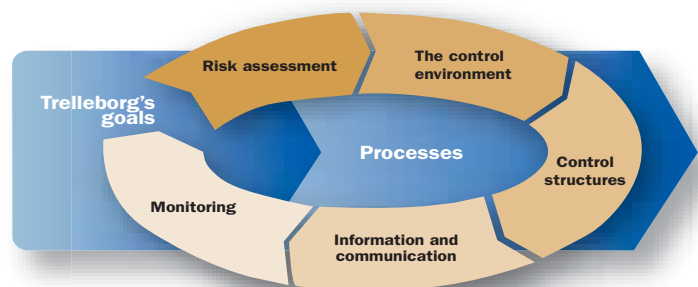 Risk assessment
The control
environment
Trelleborg's
goals
Processes
Control
structures
Monitoring
Information and
communication